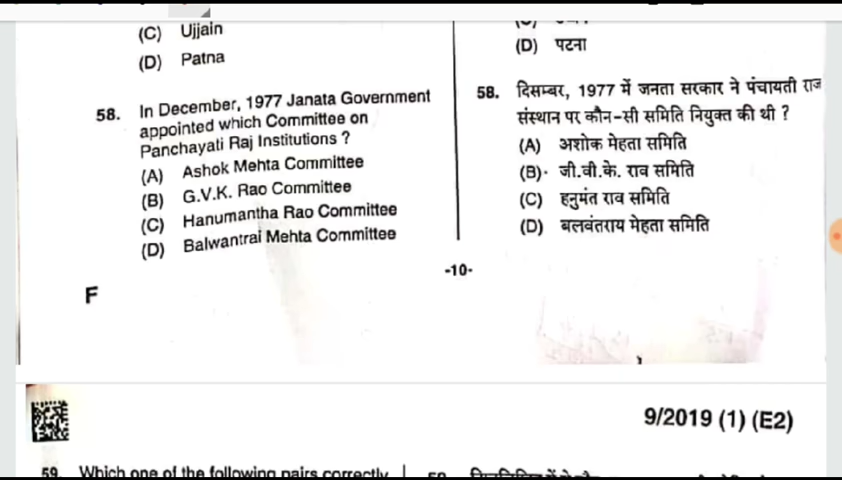 (C) Ujjain
(D) Patna
58. In December, 1977 Janata Government
appointed which Committee on
Panchayati Raj Institutions ?
(A) Ashok Mehta Committee
(B) G.V.K. Rao Committee
(C) Hanumantha Rao Committee
(D) Balwantrai Mehta Committee
(D) पटना
58. दिसम्बर, 1977 में जनता सरकार ने पंचायती राज
संस्थान पर कौन-सी समिति नियुक्त की थी ?
(A) अशोक मेहता समिति
(B) जी.वी.के. राव समिति
(C) हनुमंत राव समिति
(D) बलवंतराय मेहता समिति
-10-
F
9/2019 (1) (E2)
59. Which one of the following pairs correctly